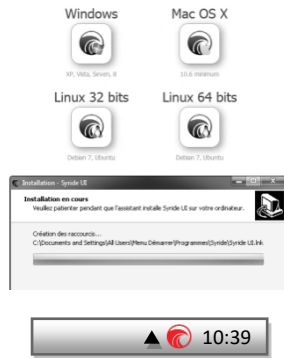 Windows
Mac OS X
XP, Vista, Seven, 8
10.6 minimum
Linux 32 bits
Linux 64 bits
Debian 7, Ubuntu
Debian 7, Ubuntu
Installation - Syride UI
Installation en cours
Veuillez patienter pendant que l'assistant installe Syride UI sur votre ordinateur.
Création des raccourcis...
C:\Documents and Settings\All Users\Menu Démarrer\Programmes\Syride\Syride UI.lnk
10:39